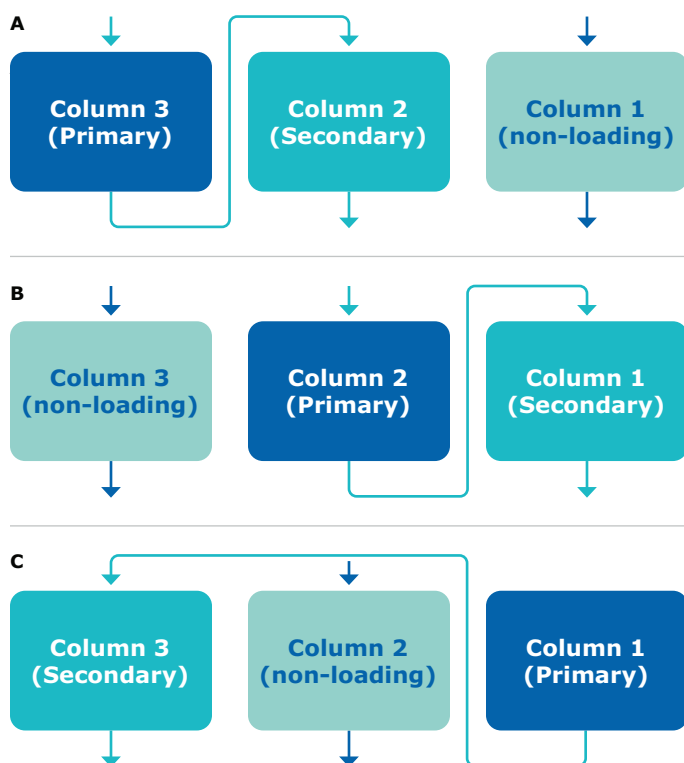 A
Column 3
(Primary)
Column 2
(Secondary)
Column 1
(non-loading)
B
Column 3
(non-loading)
Column 2
(Primary)
Column 1
(Secondary)
C
Column 3
(Secondary)
Column 2
(non-loading)
Column 1
(Primary)